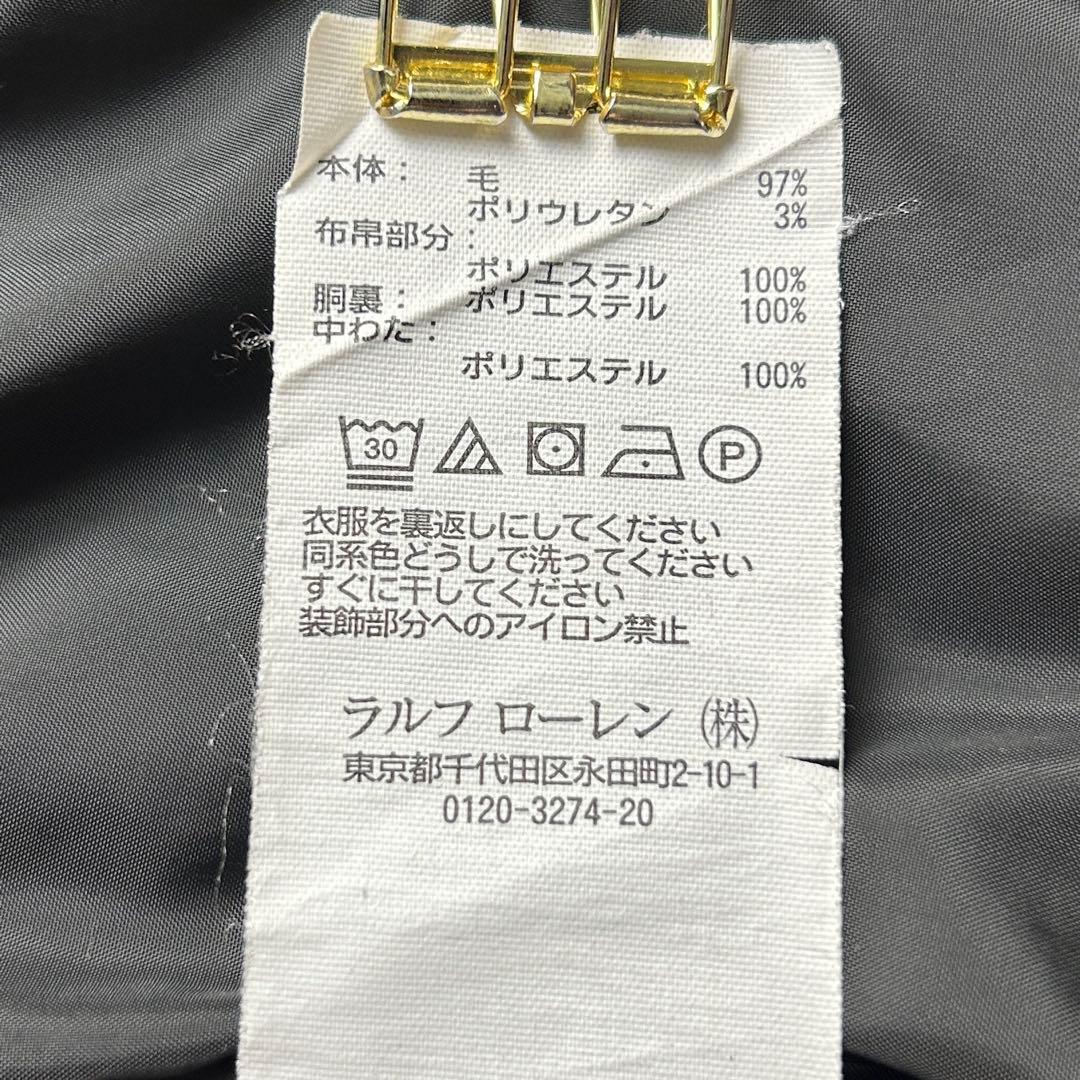 本体： 毛 97%
ポリウレタン 3%
布帛部分：
ポリエステル 100%
胴裏： ポリエステル 100%
中わた：
ポリエステル 100%
30 P
衣服を裏返しにしてください
同系色どうしで洗ってください
すぐに干してください
装飾部分へのアイロン禁止
ラルフ ローレン ㈱
東京都千代田区永田町2-10-1
0120-3274-20